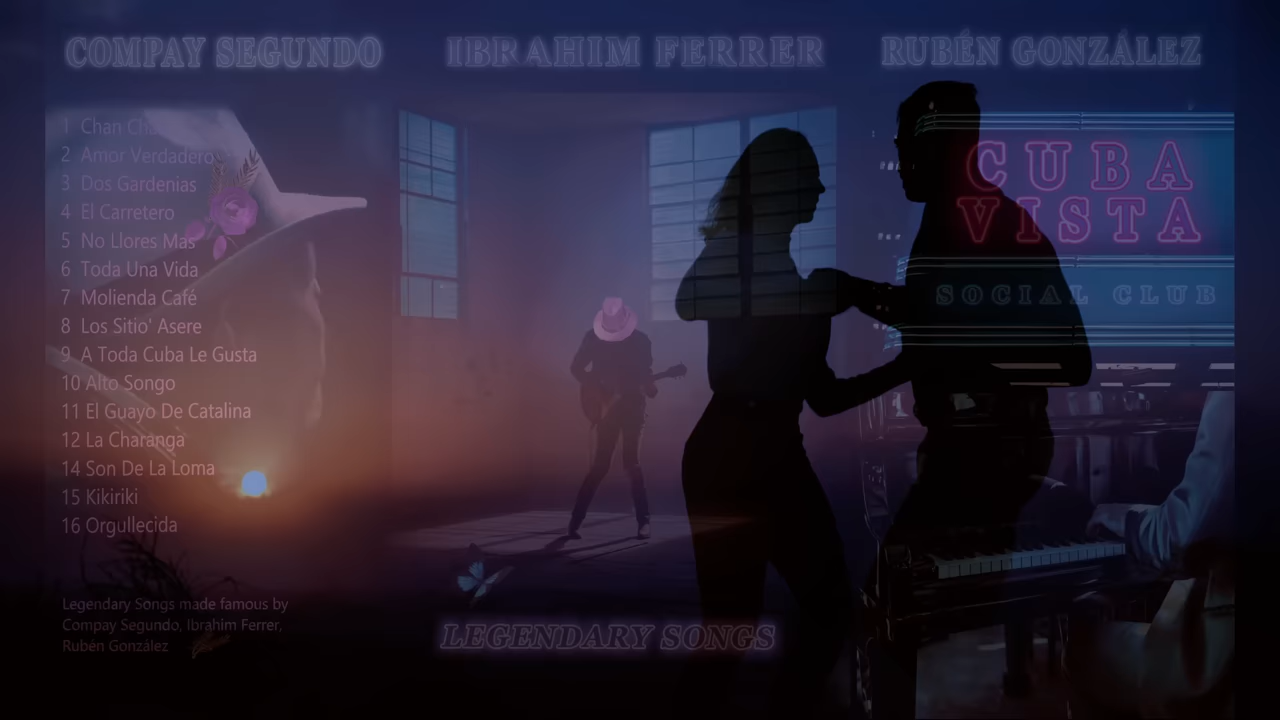 COMPAY SEGUNDO
IBRAHIM FERRER
RUBÉN GONZÁLEZ
1 Chan Cha
2 Amor Verdadero
3 Dos Gardenias
4 El Carretero
5 No Llores Mas
6 Toda Una Vida
7 Molienda Café
8 Los Sitio' Asere
9 A Toda Cuba Le Gusta
10 Alto Songo
11 El Guayo De Catalina
12 La Charanga
14 Son De La Loma
15 Kikiriki
16 Orgullecida
Legendary Songs made famous by
Compay Segundo, Ibrahim Ferrer,
Rubén González
CUBA
VISTA
SOCIAL CLUB
LEGENDARY SONGS